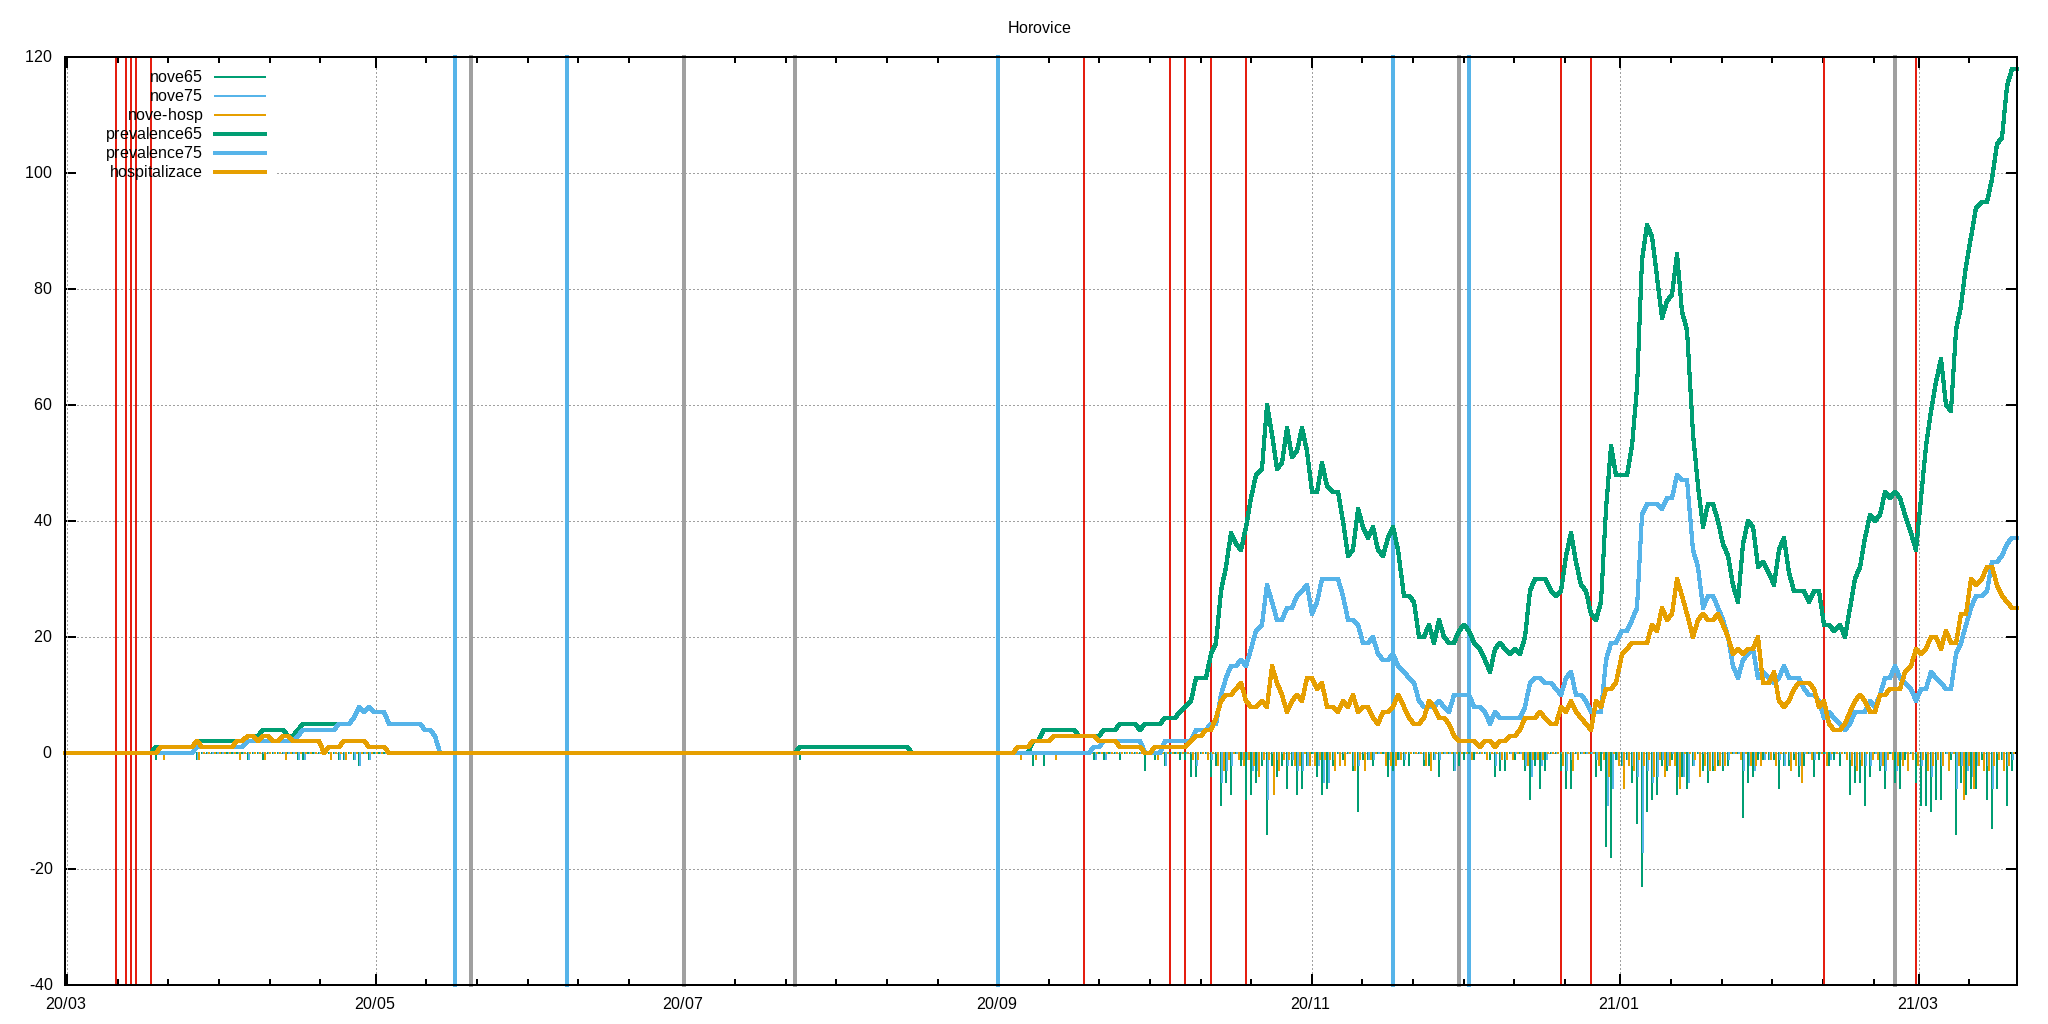 Horovice
120
100
80
60
40
20
0
-20
-40
nove65
nove75
nove-hosp
prevalence65
prevalence75
hospitalizace
20/03 20/05 20/07 20/09 20/11 21/01 21/03